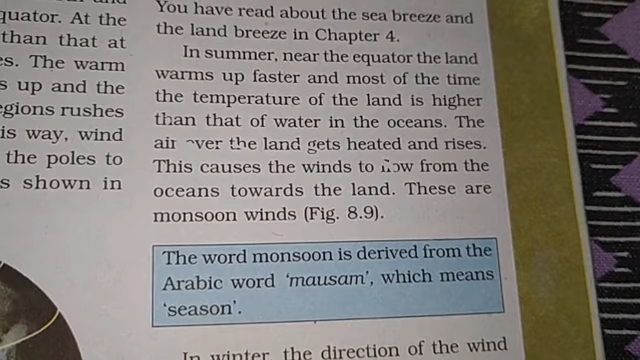 quator. At the
than that at
es. The warm
s up and the
egions rushes
is way, wind
the poles to
s shown in
You have read about the sea breeze and
the land breeze in Chapter 4.
In summer, near the equator the land
warms up faster and most of the time
the temperature of the land is higher
than that of water in the oceans. The
air over the land gets heated and rises.
This causes the winds to flow from the
oceans towards the land. These are
monsoon winds (Fig. 8.9).
The word monsoon is derived from the
Arabic word ‘mausam’, which means
‘season’.
In winter, the direction of the wind